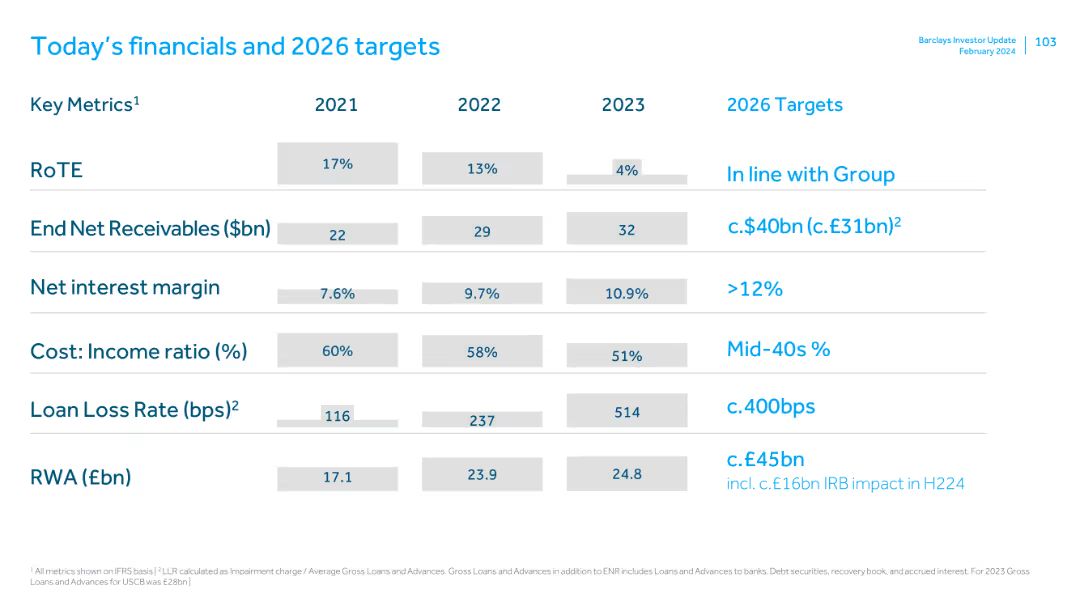 Today's financials and 2026 targets
Barclays Investor Update
February 2024
103
Key Metrics¹ 2021 2022 2023 2026 Targets
RoTE 17% 13% 4% In line with Group
End Net Receivables ($bn) 22 29 32 c.$40bn (c.£31bn)²
Net interest margin 7.6% 9.7% 10.9% >12%
Cost: Income ratio (%) 60% 58% 51% Mid-40s %
Loan Loss Rate (bps)² 116 237 514 c.400bps
RWA (£bn) 17.1 23.9 24.8 c.£45bn
incl. c.£16bn IRB impact in H224
¹ All metrics shown on IFRS basis | ² LLR calculated as Impairment charge / Average Gross Loans and Advances. Gross Loans and Advances in addition to ENR includes Loans and Advances to banks. Debt securities, recovery book, and accrued interest. For 2023 Gross
Loans and Advances for USCB was £28bn |